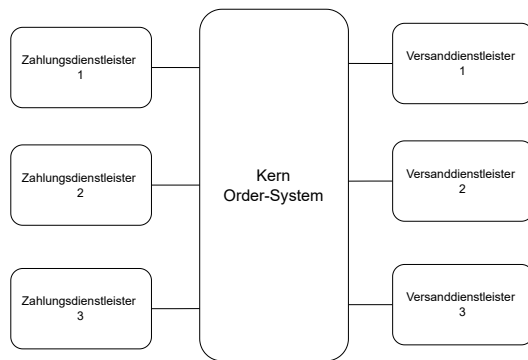 Zahlungsdienstleister
1
Zahlungsdienstleister
2
Zahlungsdienstleister
3
Kern
Order-System
Versanddienstleister
1
Versanddienstleister
2
Versanddienstleister
3